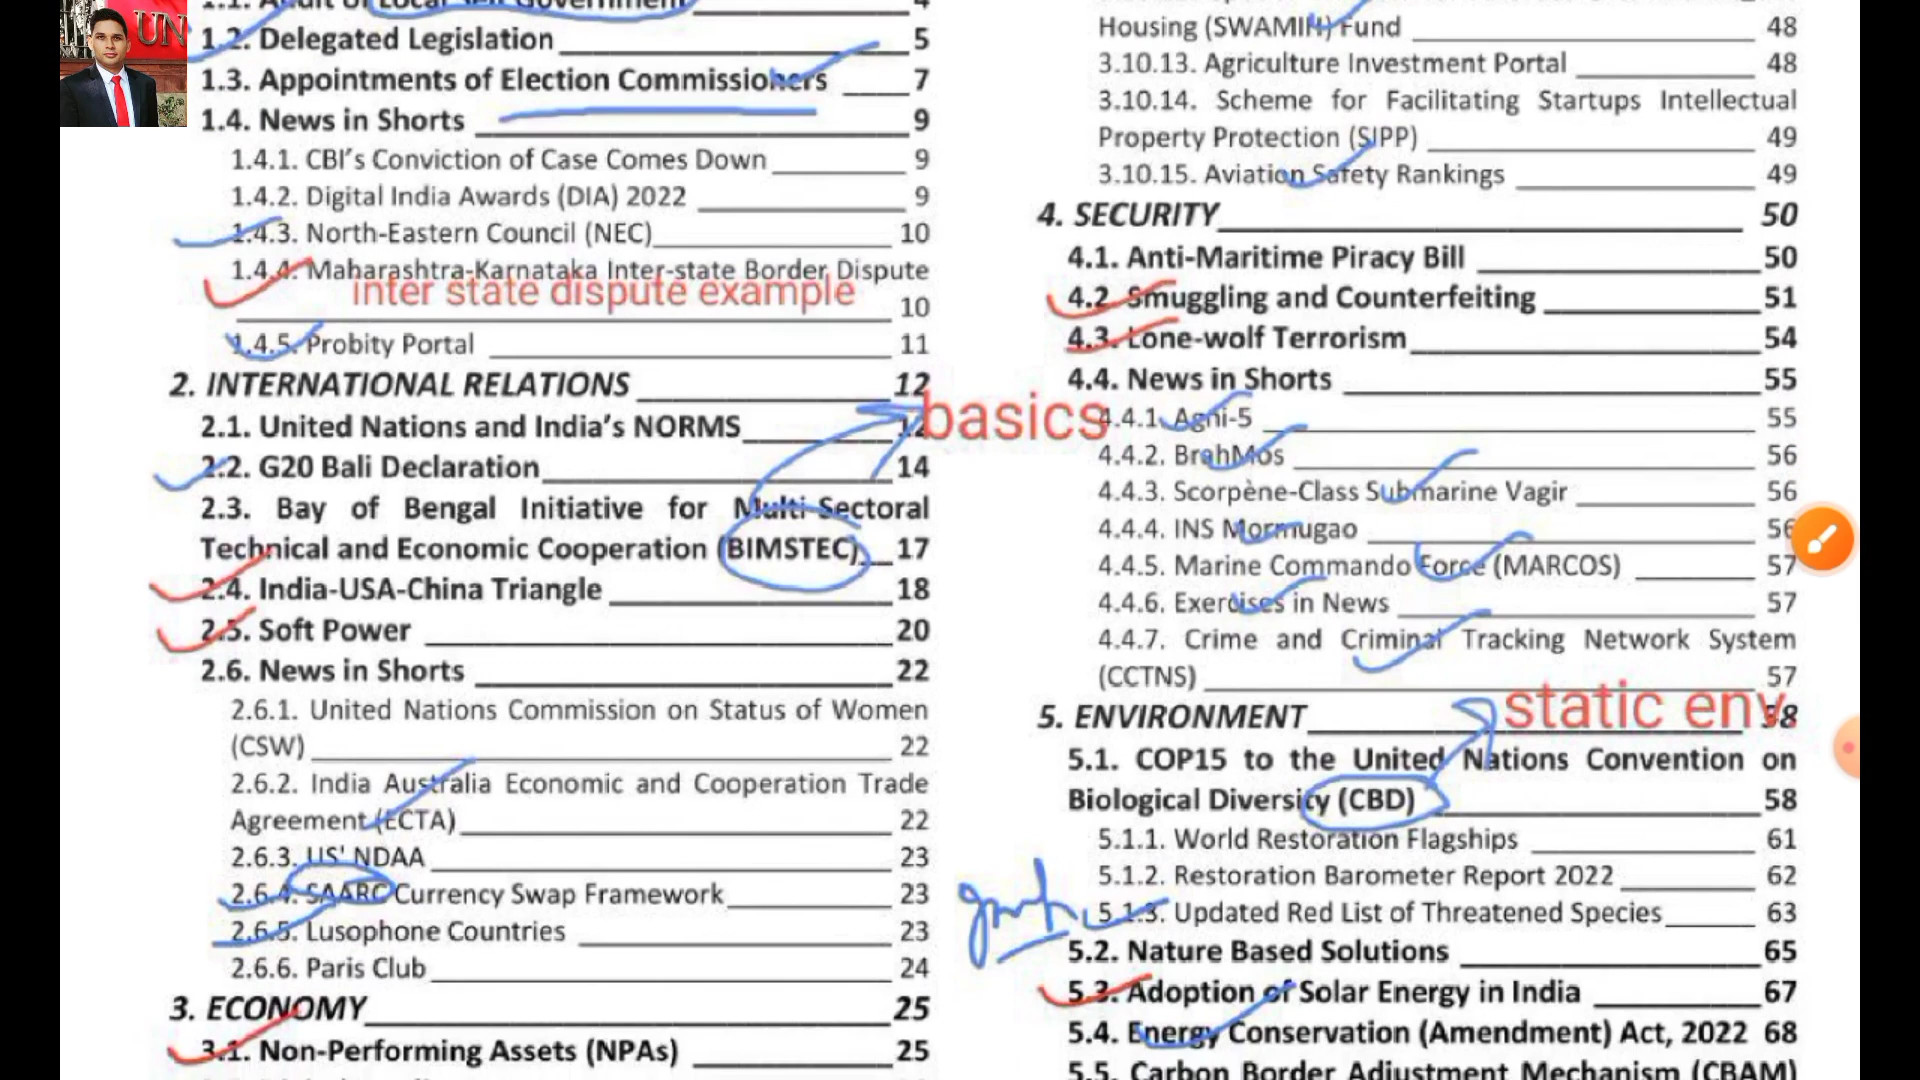 UN
1.1. Audit of Local Self Government 4
1.2. Delegated Legislation 5
1.3. Appointments of Election Commissioners 7
1.4. News in Shorts 9
1.4.1. CBI's Conviction of Case Comes Down 9
1.4.2. Digital India Awards (DIA) 2022 9
1.4.3. North-Eastern Council (NEC) 10
1.4.4. Maharashtra-Karnataka Inter-state Border Dispute
inter state dispute example
10
1.4.5. Probity Portal 11
2. INTERNATIONAL RELATIONS 12
basics
2.1. United Nations and India's NORMS 12
2.2. G20 Bali Declaration 14
2.3. Bay of Bengal Initiative for Multi-Sectoral
Technical and Economic Cooperation (BIMSTEC) 17
2.4. India-USA-China Triangle 18
2.5. Soft Power 20
2.6. News in Shorts 22
2.6.1. United Nations Commission on Status of Women
(CSW) 22
2.6.2. India Australia Economic and Cooperation Trade
Agreement (ECTA) 22
2.6.3. US' NDAA 23
2.6.4. SAARC Currency Swap Framework 23
2.6.5. Lusophone Countries 23
2.6.6. Paris Club 24
3. ECONOMY 25
3.1. Non-Performing Assets (NPAs) 25
Housing (SWAMIH) Fund 48
3.10.13. Agriculture Investment Portal 48
3.10.14. Scheme for Facilitating Startups Intellectual
Property Protection (SIPP) 49
3.10.15. Aviation Safety Rankings 49
4. SECURITY 50
4.1. Anti-Maritime Piracy Bill 50
4.2 Smuggling and Counterfeiting 51
4.3. Lone-wolf Terrorism 54
4.4. News in Shorts 55
4.4.1. Agni-5 55
4.4.2. BrahMos 56
4.4.3. Scorpène-Class Submarine Vagir 56
4.4.4. INS Mormugao 56
4.4.5. Marine Commando Force (MARCOS) 57
4.4.6. Exercises in News 57
4.4.7. Crime and Criminal Tracking Network System
(CCTNS) 57
static env.
5. ENVIRONMENT 58
5.1. COP15 to the United Nations Convention on
Biological Diversity (CBD) 58
5.1.1. World Restoration Flagships 61
5.1.2. Restoration Barometer Report 2022 62
5.1.3. Updated Red List of Threatened Species 63
5.2. Nature Based Solutions 65
5.3. Adoption of Solar Energy in India 67
5.4. Energy Conservation (Amendment) Act, 2022 68
5.5. Carbon Border Adjustment Mechanism (CBAM)